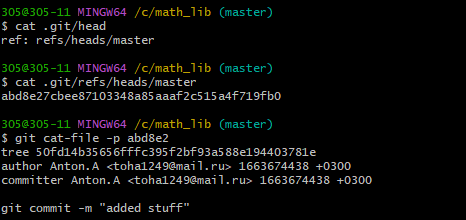 305@305-11 MINGW64 /c/math_lib (master)
$ cat .git/head
ref: refs/heads/master
305@305-11 MINGW64 /c/math_lib (master)
$ cat .git/refs/heads/master
abd8e27cbee87103348a85aaaf2c515a4f719fb0
305@305-11 MINGW64 /c/math_lib (master)
$ git cat-file -p abd8e2
tree 50fd14b35656fffc395f2bf93a588e194403781e
author Anton.A <toha1249@mail.ru> 1663674438 +0300
committer Anton.A <toha1249@mail.ru> 1663674438 +0300
git commit -m "added stuff"